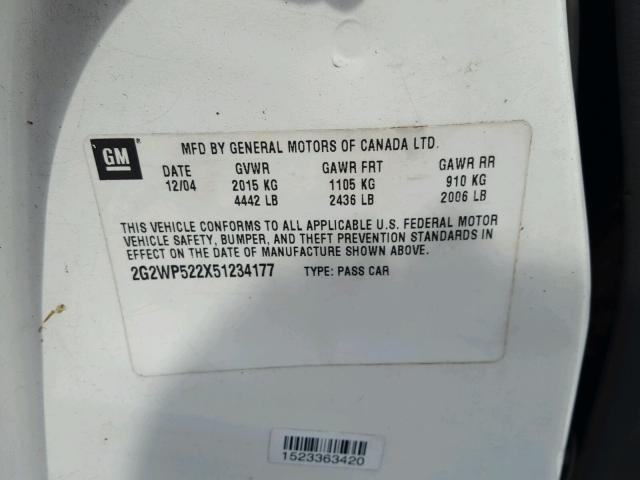 GM
MFD BY GENERAL MOTORS OF CANADA LTD.
DATE GVWR GAWR FRT GAWR RR
12/04 2015 KG 1105 KG 910 KG
4442 LB 2436 LB 2006 LB
THIS VEHICLE CONFORMS TO ALL APPLICABLE U.S. FEDERAL MOTOR
VEHICLE SAFETY, BUMPER, AND THEFT PREVENTION STANDARDS IN
EFFECT ON THE DATE OF MANUFACTURE SHOWN ABOVE.
2G2WP522X51234177 TYPE: PASS CAR
1523363420